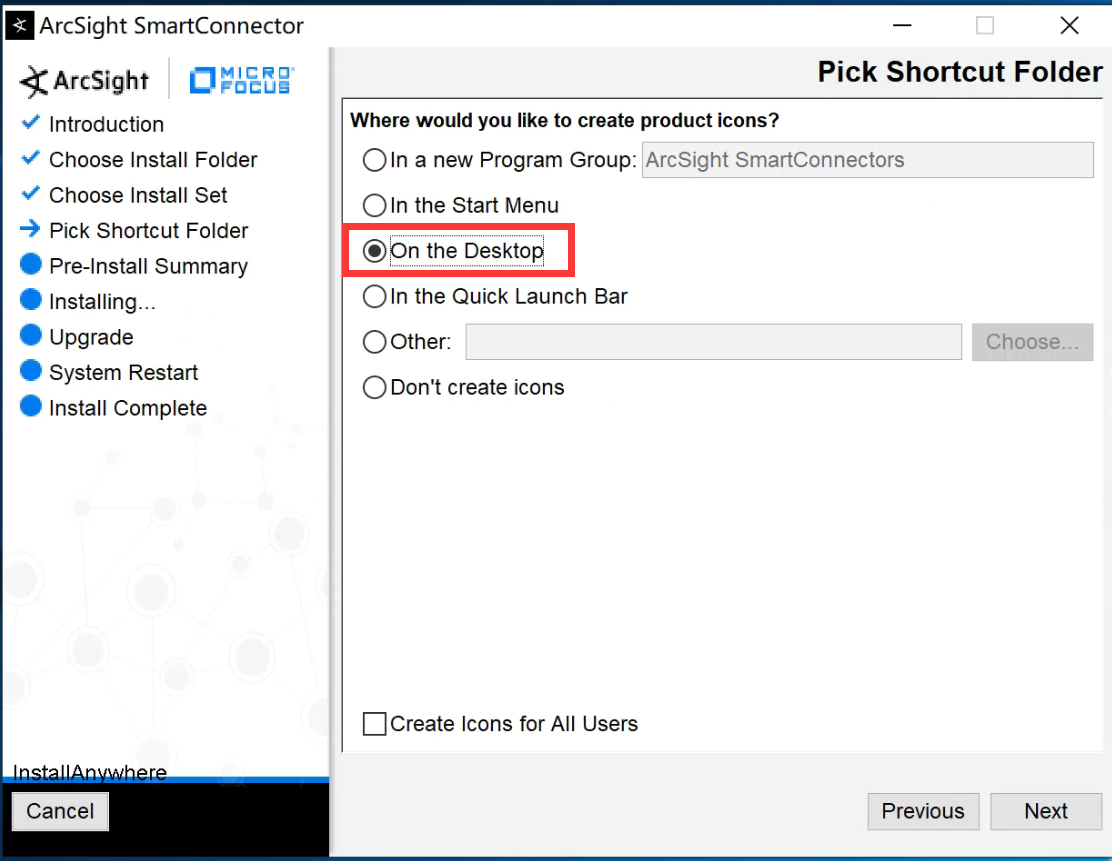 ArcSight SmartConnector
ArcSight
MICRO
FOCUS
Introduction
Choose Install Folder
Choose Install Set
Pick Shortcut Folder
Pre-Install Summary
Installing...
Upgrade
System Restart
Install Complete
InstallAnywhere
Cancel
Pick Shortcut Folder
Where would you like to create product icons?
In a new Program Group: ArcSight SmartConnectors
In the Start Menu
On the Desktop
In the Quick Launch Bar
Other: Choose...
Don't create icons
Create Icons for All Users
Previous Next